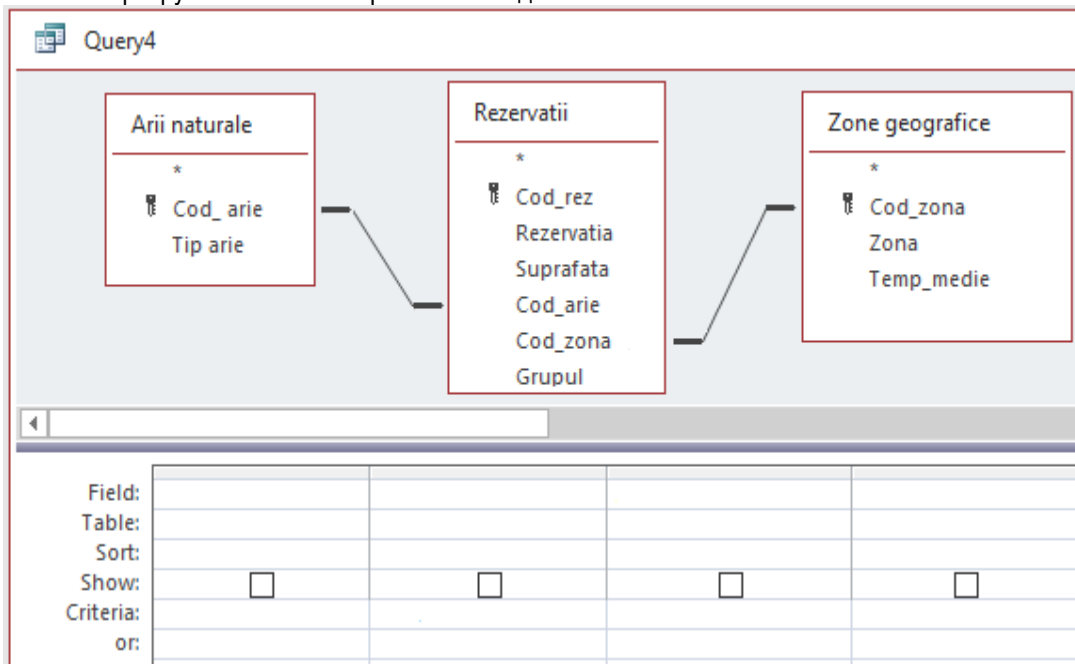 Query4
Arii naturale
*
Cod_ arie
Tip arie
Rezervatii
*
Cod_rez
Rezervatia
Suprafata
Cod_arie
Cod_zona
Grupul
Zone geografice
*
Cod_zona
Zona
Temp_medie
Field:
Table:
Sort:
Show:
Criteria:
or: